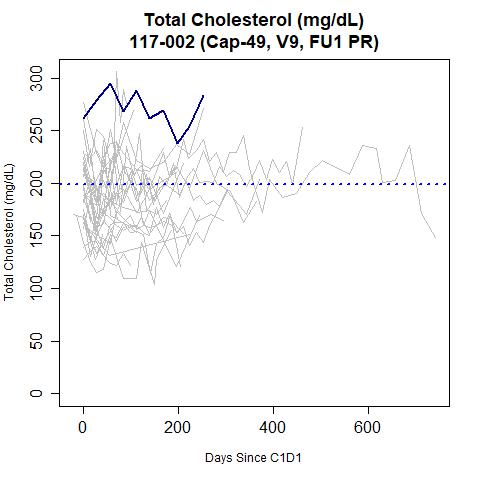 Total Cholesterol (mg/dL)
117-002 (Cap-49, V9, FU1 PR)
Total Cholesterol (mg/dL)
300
250
200
150
100
50
0
0
200
400
600
Days Since C1D1